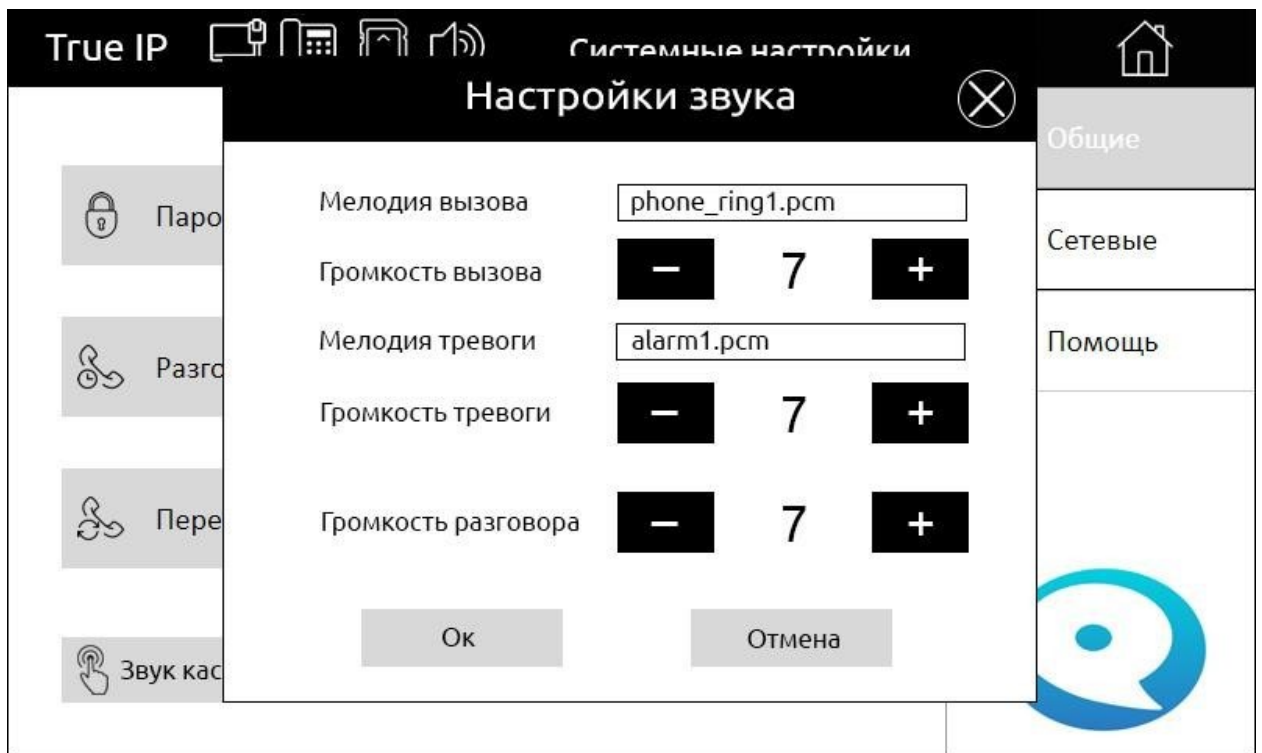 True IP
Системные настройки
Настройки звука
Общие
Мелодия вызова phone_ring1.pcm
Паро
Сетевые
Громкость вызова − 7 +
Мелодия тревоги alarm1.pcm
Помощь
Разго
Громкость тревоги − 7 +
Пере
Громкость разговора − 7 +
Ок Отмена
Звук кас